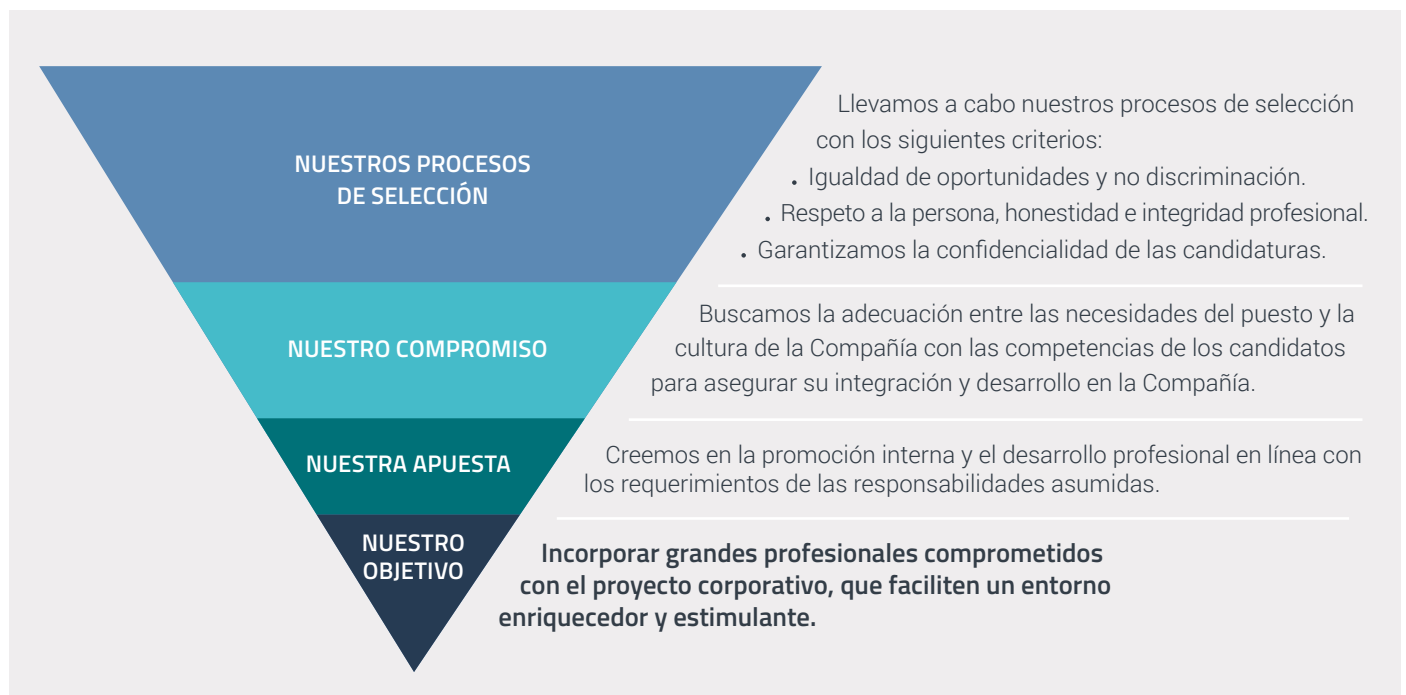 NUESTROS PROCESOS
DE SELECCIÓN
Llevamos a cabo nuestros procesos de selección
con los siguientes criterios:
• Igualdad de oportunidades y no discriminación.
• Respeto a la persona, honestidad e integridad profesional.
• Garantizamos la confidencialidad de las candidaturas.
NUESTRO COMPROMISO
Buscamos la adecuación entre las necesidades del puesto y la
cultura de la Compañía con las competencias de los candidatos
para asegurar su integración y desarrollo en la Compañía.
NUESTRA APUESTA
Creemos en la promoción interna y el desarrollo profesional en línea con
los requerimientos de las responsabilidades asumidas.
NUESTRO
OBJETIVO
Incorporar grandes profesionales comprometidos
con el proyecto corporativo, que faciliten un entorno
enriquecedor y estimulante.